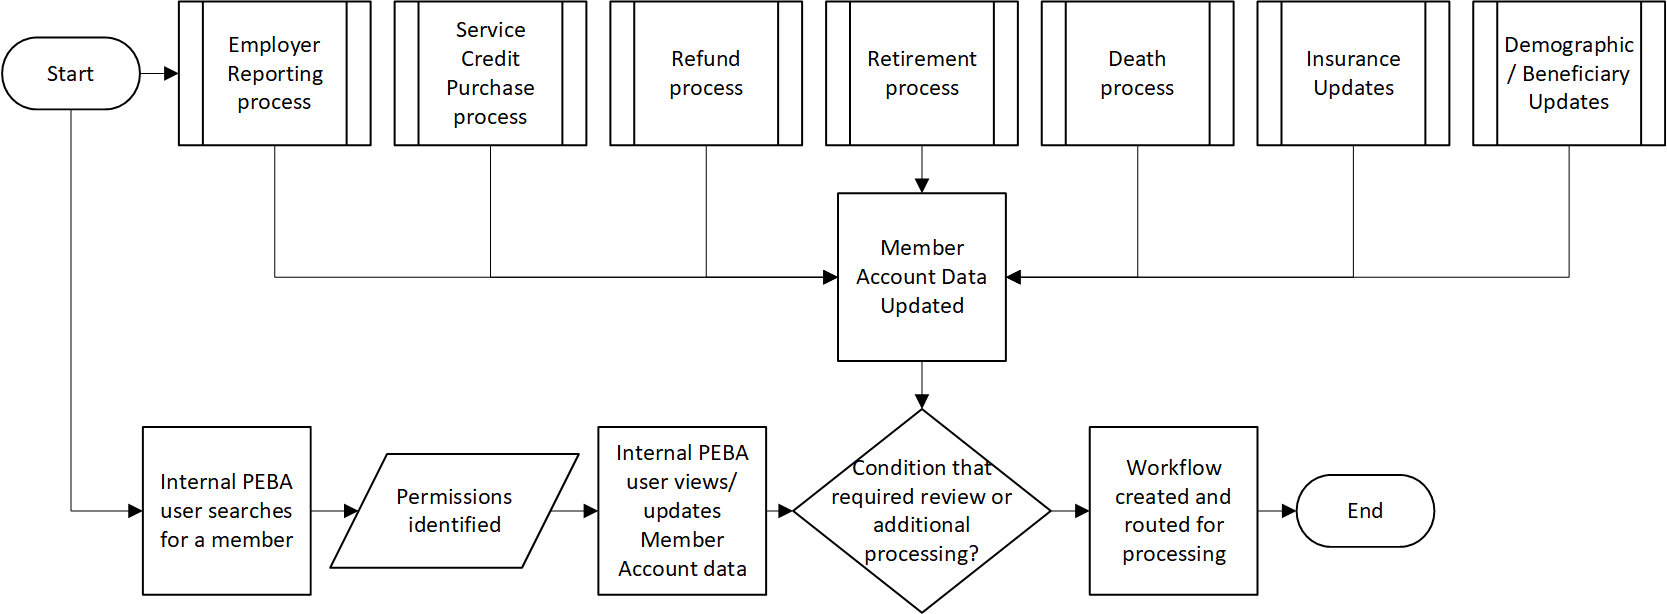 Start
Employer
Reporting
process
Service
Credit
Purchase
process
Refund
process
Retirement
process
Death
process
Insurance
Updates
Demographic
/ Beneficiary
Updates
Member
Account Data
Updated
Internal PEBA
user searches
for a member
Permissions
identified
Internal PEBA
user views/
updates
Member
Account data
Condition that
required review or
additional
processing?
Workflow
created and
routed for
processing
End